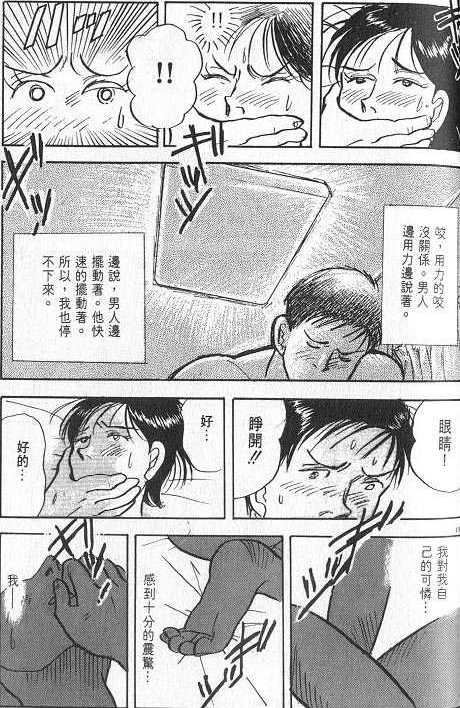 !!
!!
咬,用力的咬
沒關係。男人
邊用力邊說著。
邊說,男人邊
擺動著。他快
速的擺動著。
所以,我也停
不下來。
眼睛!
睜開!!
好…
好的…
我對我自
己的可憐…
感到十分的震驚…
我—